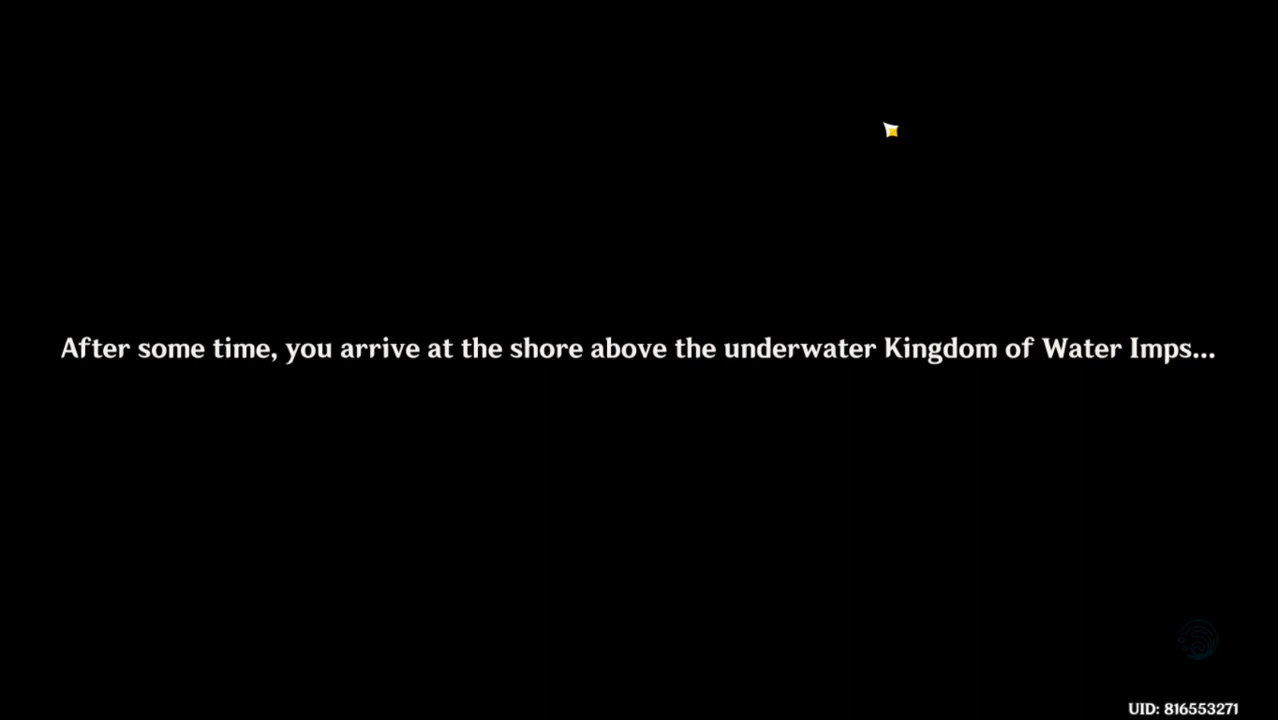 After some time, you arrive at the shore above the underwater Kingdom of Water Imps...
UID: 816553271